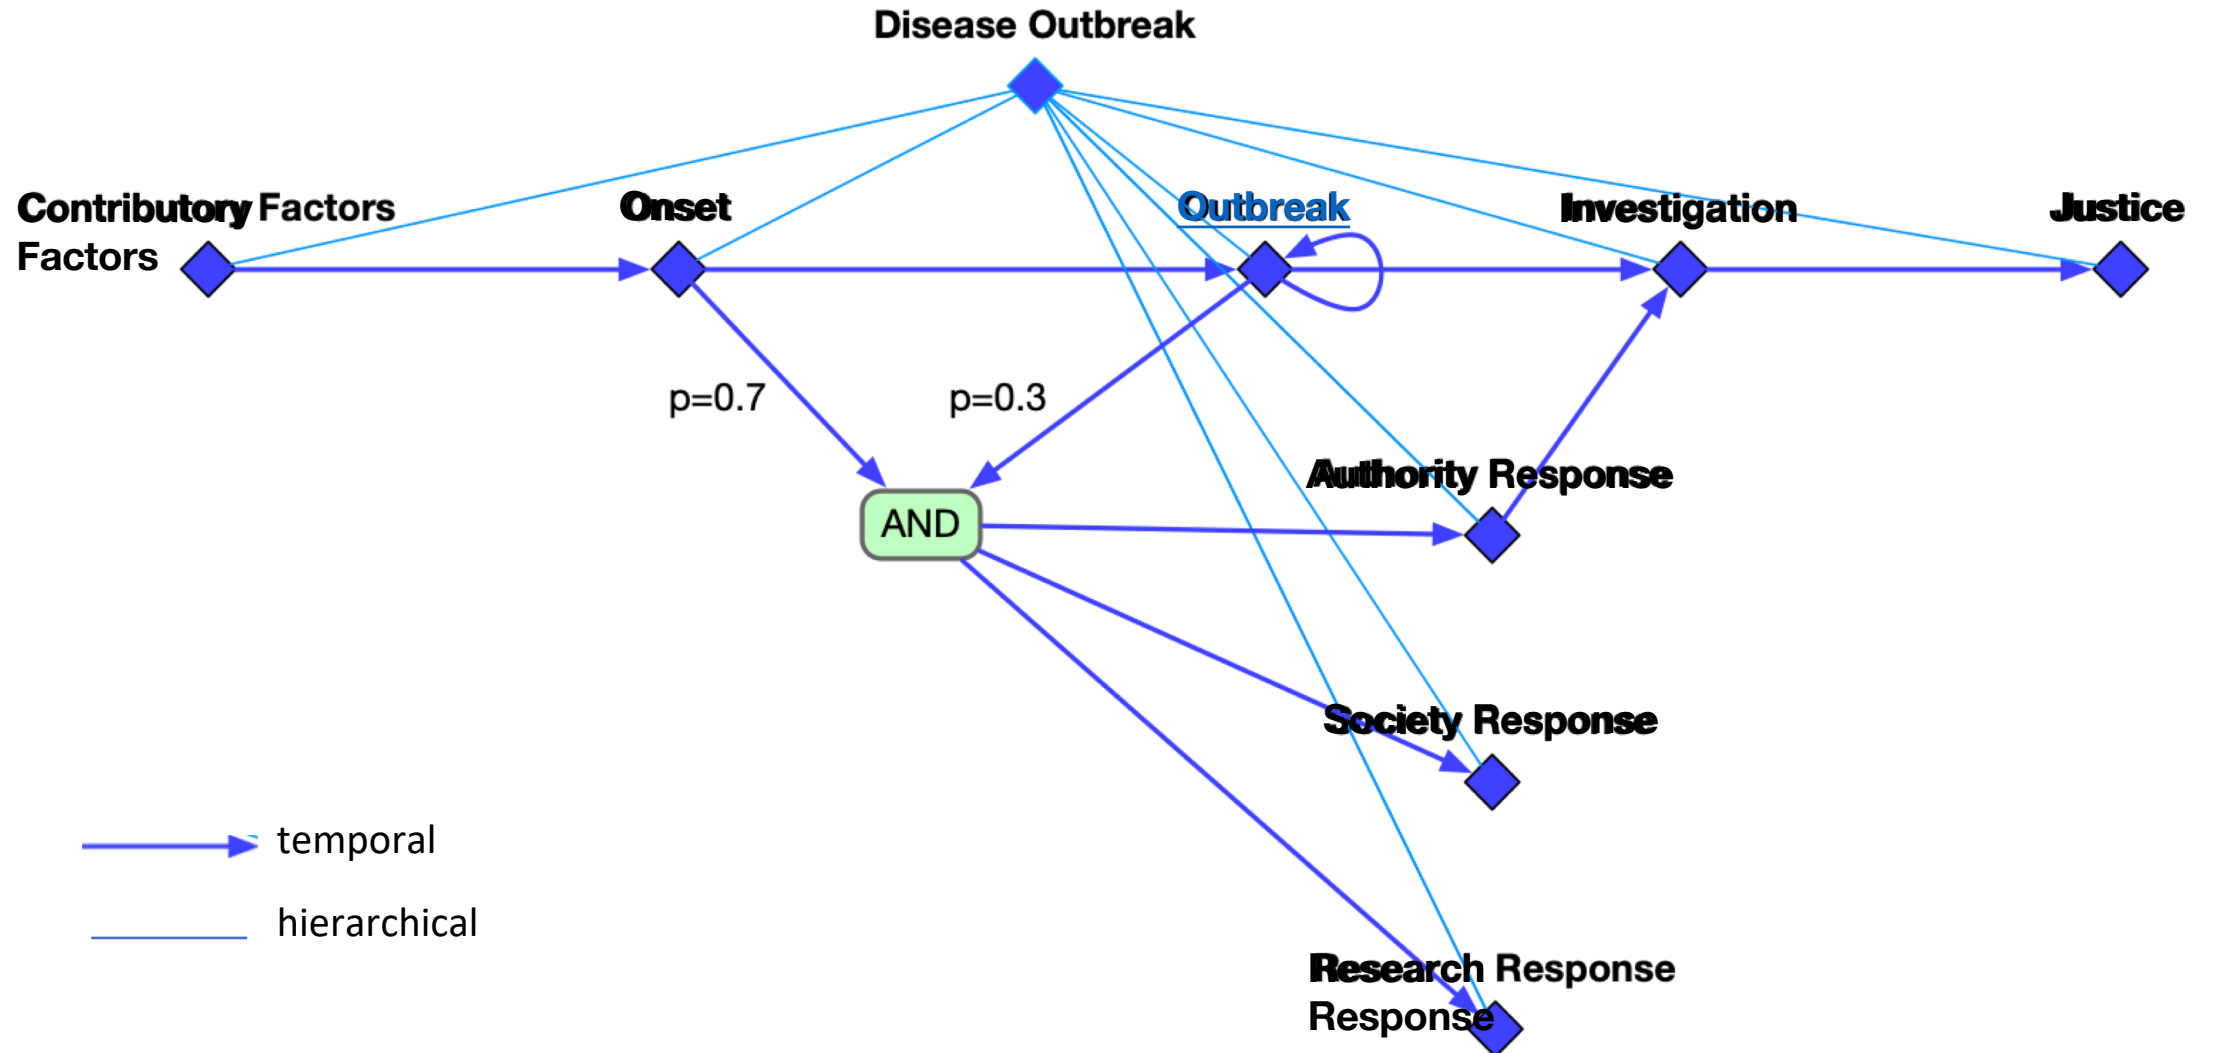 Disease Outbreak
Contributory Factors
Factors
Onset
Outbreak
Investigation
Justice
p=0.7
p=0.3
Authority Response
AND
Society Response
temporal
hierarchical
Research Response
Response